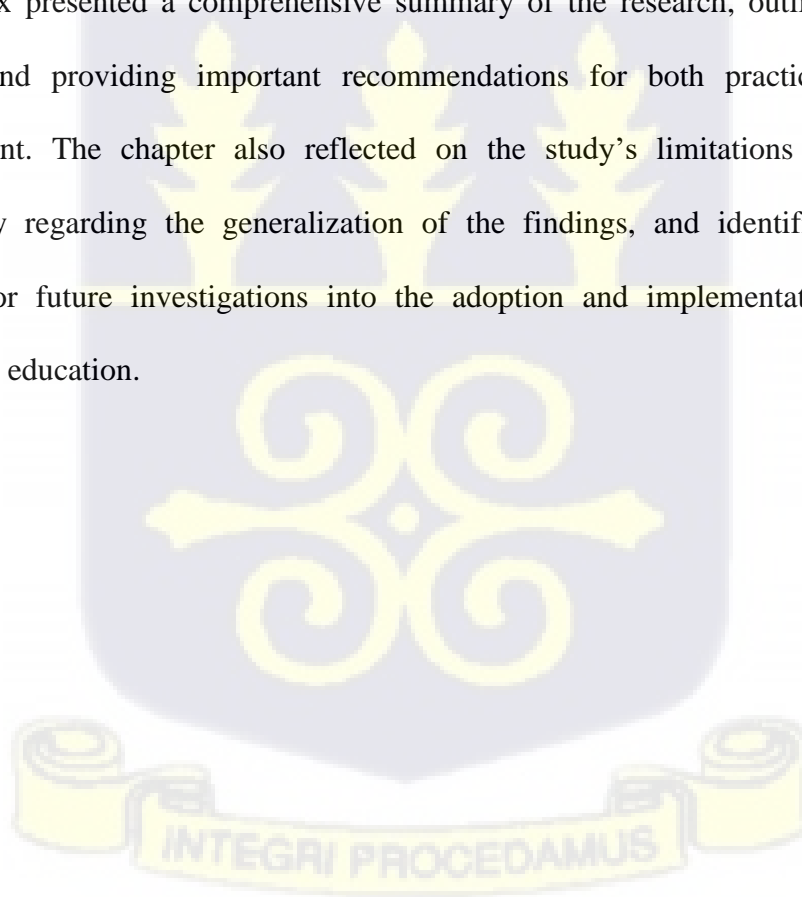 x presented a comprehensive summary of the research, outli
nd providing important recommendations for both practic
nt. The chapter also reflected on the study’s limitations
y regarding the generalization of the findings, and identif
or future investigations into the adoption and implementat
education.
INTEGRI PROCEDAMUS